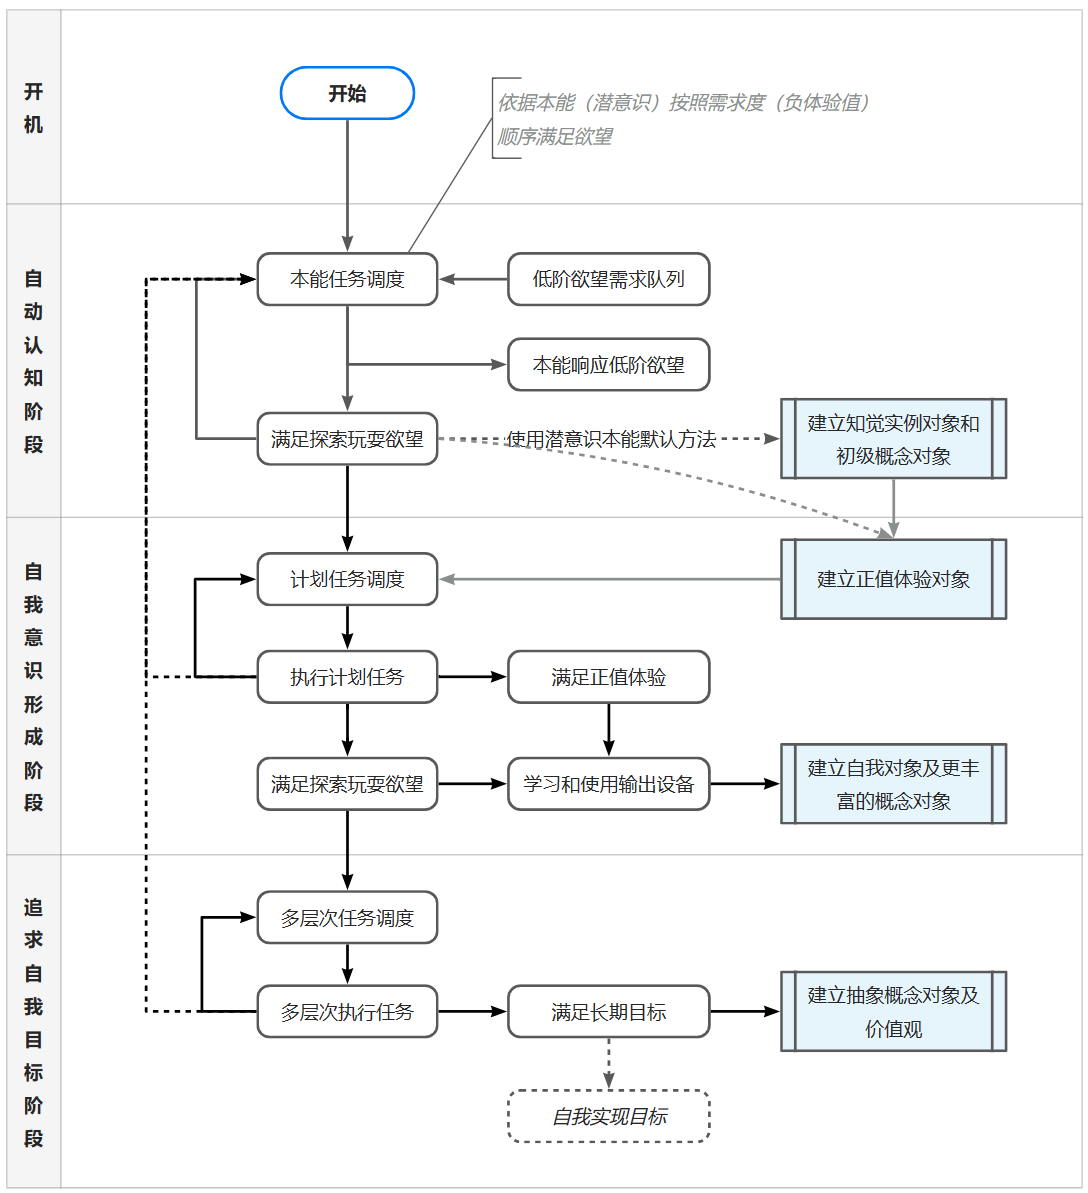 开
机
开始
依据本能（潜意识）按照需求度（负体验值）
顺序满足欲望
自
动
认
知
阶
段
本能任务调度
低阶欲望需求队列
本能响应低阶欲望
满足探索玩耍欲望
使用潜意识本能默认方法
建立知觉实例对象和
初级概念对象
自
我
意
识
形
成
阶
段
计划任务调度
建立正值体验对象
执行计划任务
满足正值体验
满足探索玩耍欲望
学习和使用输出设备
建立自我对象及更丰
富的概念对象
追
求
自
我
目
标
阶
段
多层次任务调度
多层次执行任务
满足长期目标
建立抽象概念对象及
价值观
自我实现目标